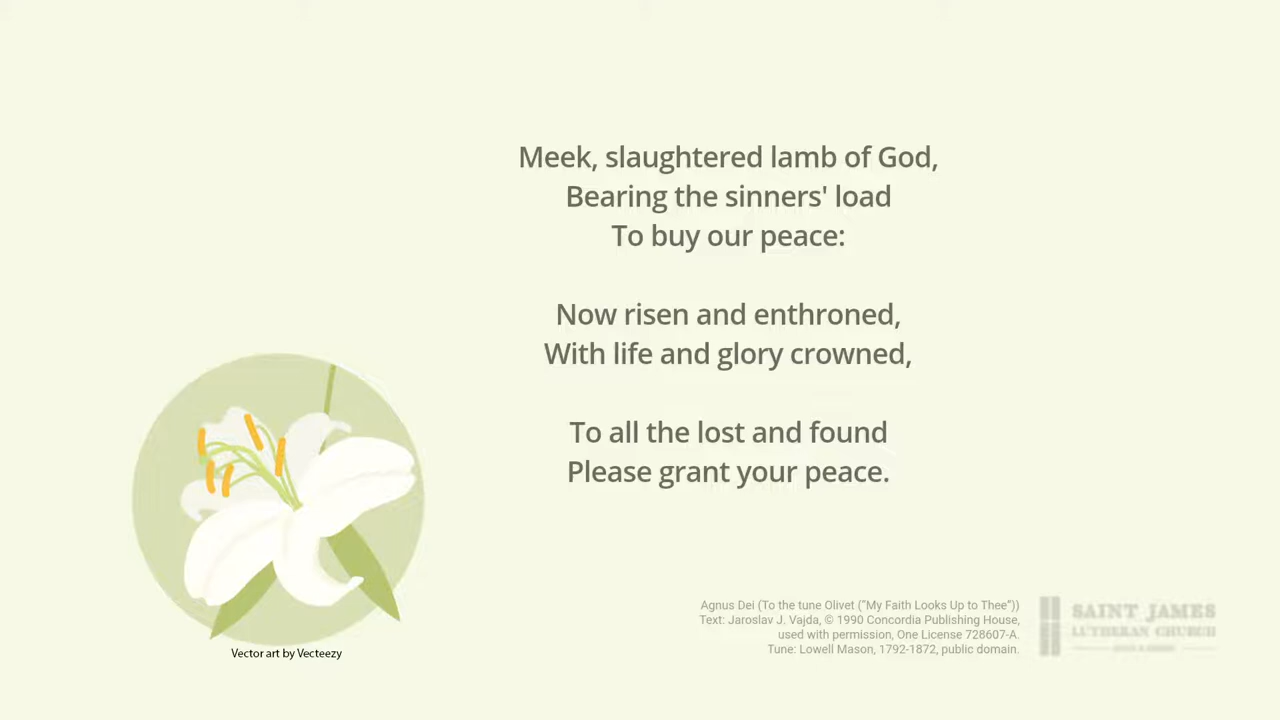 Meek, slaughtered lamb of God,
Bearing the sinners' load
To buy our peace:
Now risen and enthroned,
With life and glory crowned,
To all the lost and found
Please grant your peace.
Agnus Dei (To the tune Olivet ("My Faith Looks Up to Thee"))
Text: Jaroslav J. Vajda, © 1990 Concordia Publishing House,
used with permission, One License 728607-A.
Tune: Lowell Mason, 1792-1872, public domain.
SAINT JAMES
LUTHERAN CHURCH
Vector art by Vecteezy